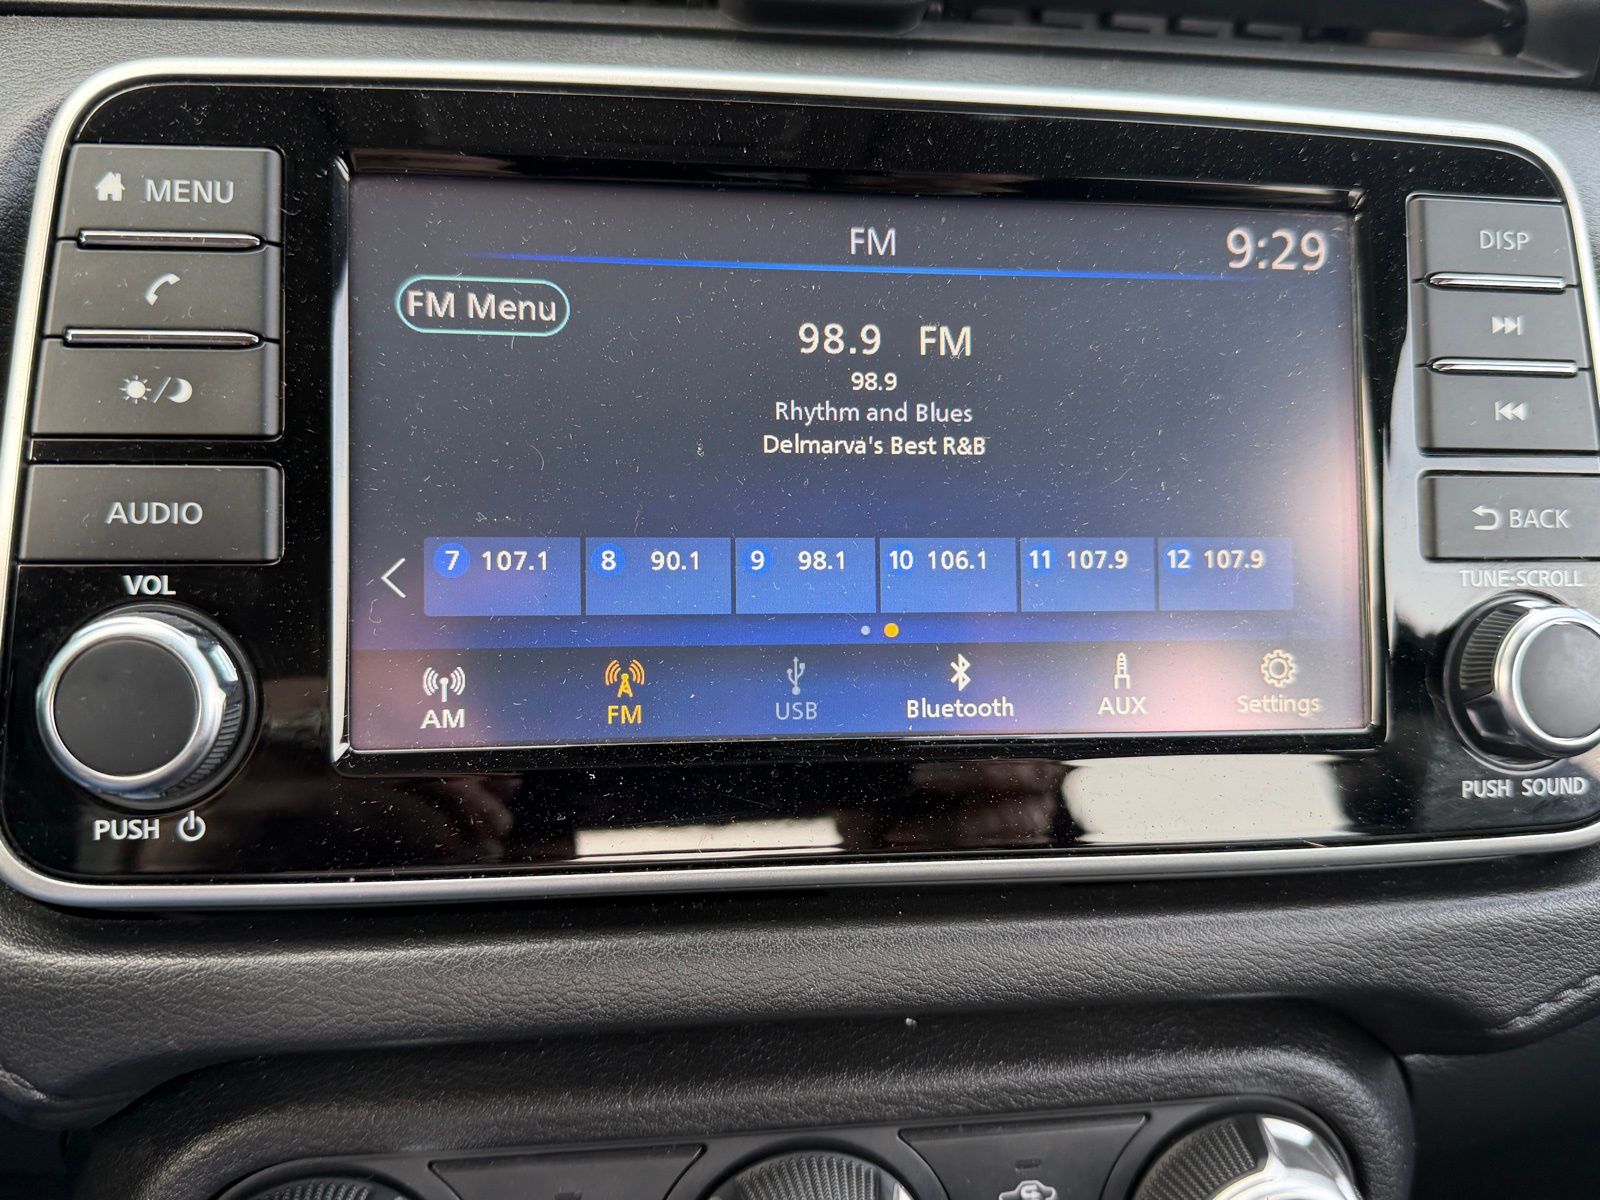 MENU
AUDIO
VOL
PUSH
FM
9:29
FM Menu
98.9 FM
98.9
Rhythm and Blues
Delmarva's Best R&B
7 107.1 8 90.1 9 98.1 10 106.1 11 107.9 12 107.9
AM FM USB Bluetooth AUX Settings
DISP
BACK
TUNE·SCROLL
PUSH SOUND